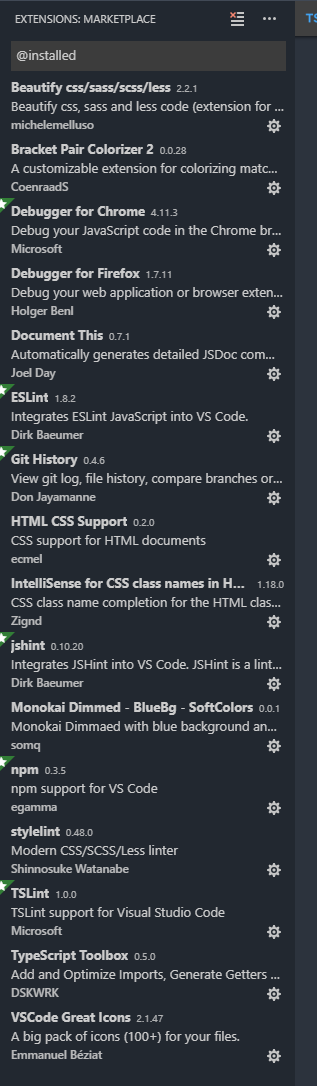 EXTENSIONS: MARKETPLACE
TS
@installed
Beautify css/sass/scss/less 2.2.1
Beautify css, sass and less code (extension for ...
michelemelluso
Bracket Pair Colorizer 2 0.0.28
A customizable extension for colorizing matc...
CoenraadS
Debugger for Chrome 4.11.3
Debug your JavaScript code in the Chrome br...
Microsoft
Debugger for Firefox 1.7.11
Debug your web application or browser exten...
Holger Benl
Document This 0.7.1
Automatically generates detailed JSDoc com...
Joel Day
ESLint 1.8.2
Integrates ESLint JavaScript into VS Code.
Dirk Baeumer
Git History 0.4.6
View git log, file history, compare branches or...
Don Jayamanne
HTML CSS Support 0.2.0
CSS support for HTML documents
ecmel
IntelliSense for CSS class names in H... 1.18.0
CSS class name completion for the HTML clas...
Zignd
jshint 0.10.20
Integrates JSHint into VS Code. JSHint is a lint...
Dirk Baeumer
Monokai Dimmed - BlueBg - SoftColors 0.0.1
Monokai Dimmaed with blue background an...
somq
npm 0.3.5
npm support for VS Code
egamma
stylelint 0.48.0
Modern CSS/SCSS/Less linter
Shinnosuke Watanabe
TSLint 1.0.0
TSLint support for Visual Studio Code
Microsoft
TypeScript Toolbox 0.5.0
Add and Optimize Imports, Generate Getters ...
DSKWRK
VSCode Great Icons 2.1.47
A big pack of icons (100+) for your files.
Emmanuel Béziat